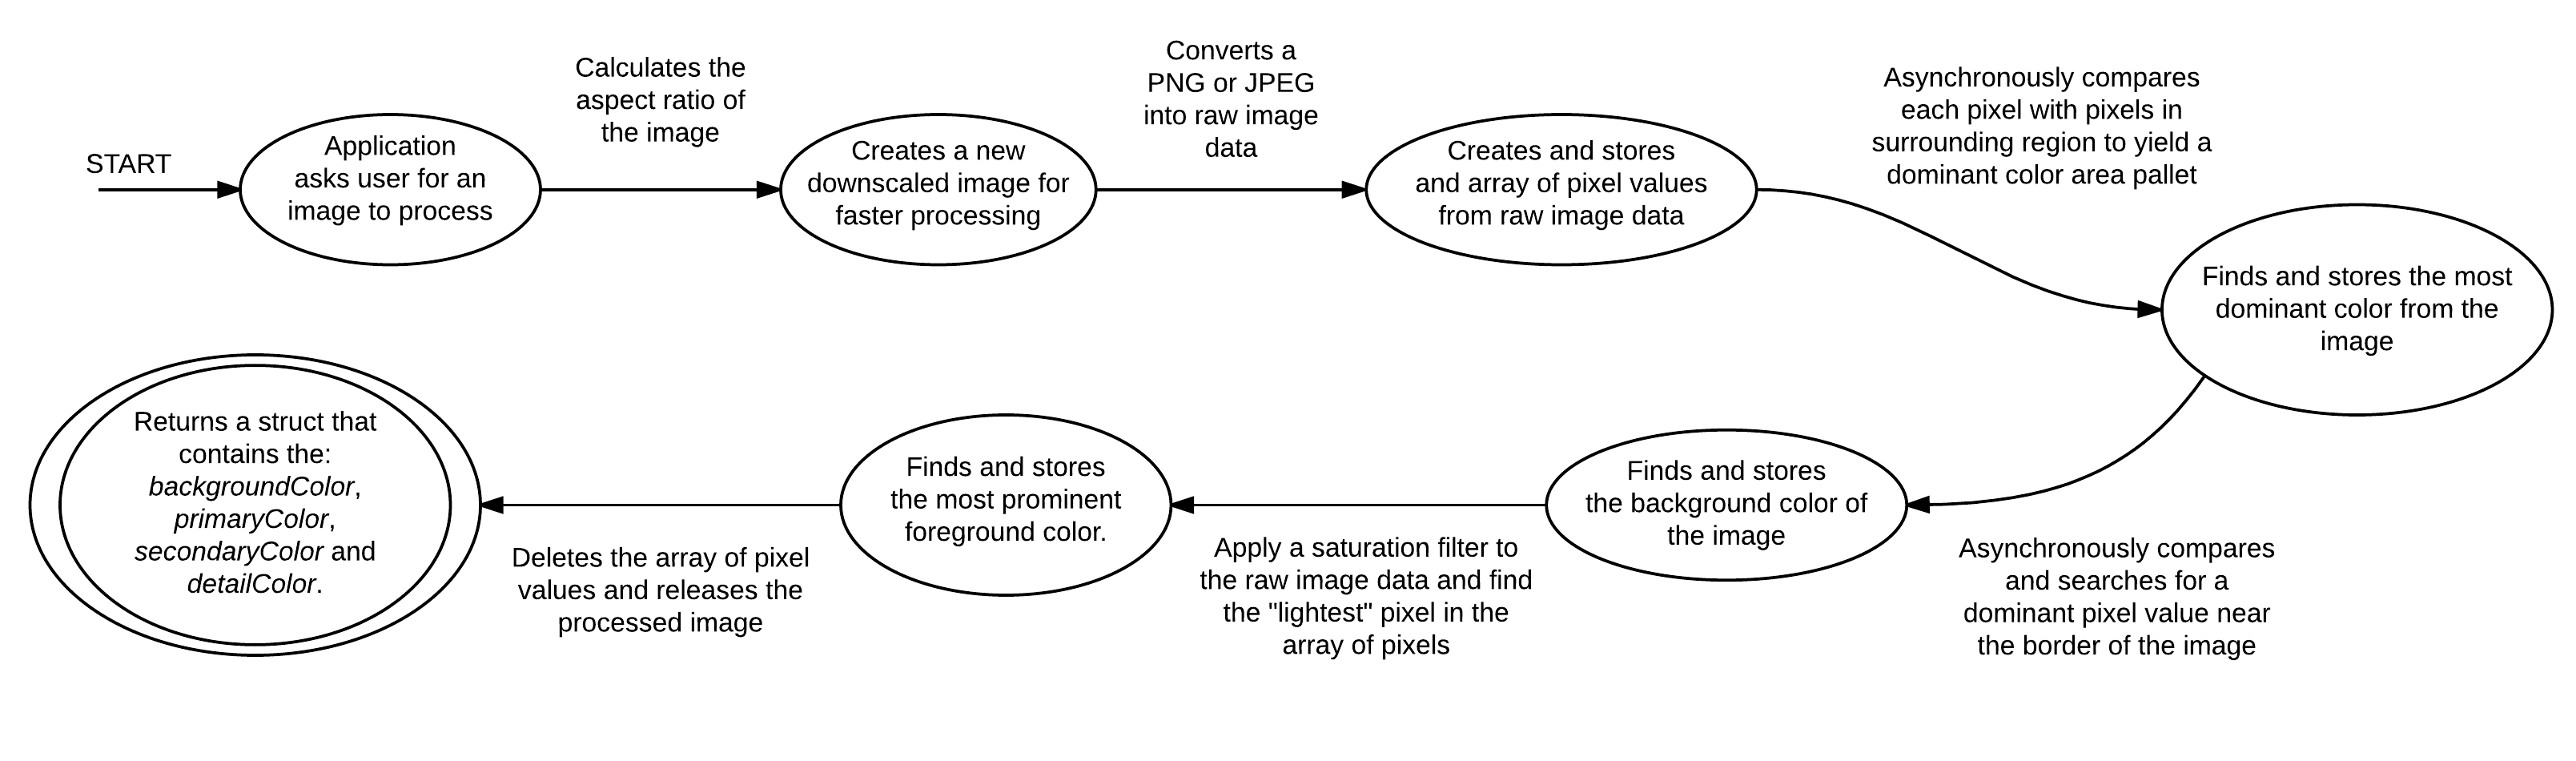 START
Application
asks user for an
image to process
Calculates the
aspect ratio of
the image
Creates a new
downscaled image for
faster processing
Converts a
PNG or JPEG
into raw image
data
Creates and stores
and array of pixel values
from raw image data
Asynchronously compares
each pixel with pixels in
surrounding region to yield a
dominant color area pallet
Finds and stores the most
dominant color from the
image
Asynchronously compares
and searches for a
dominant pixel value near
the border of the image
Finds and stores
the background color of
the image
Apply a saturation filter to
the raw image data and find
the "lightest" pixel in the
array of pixels
Finds and stores
the most prominent
foreground color.
Deletes the array of pixel
values and releases the
processed image
Returns a struct that
contains the:
backgroundColor,
primaryColor,
secondaryColor and
detailColor.